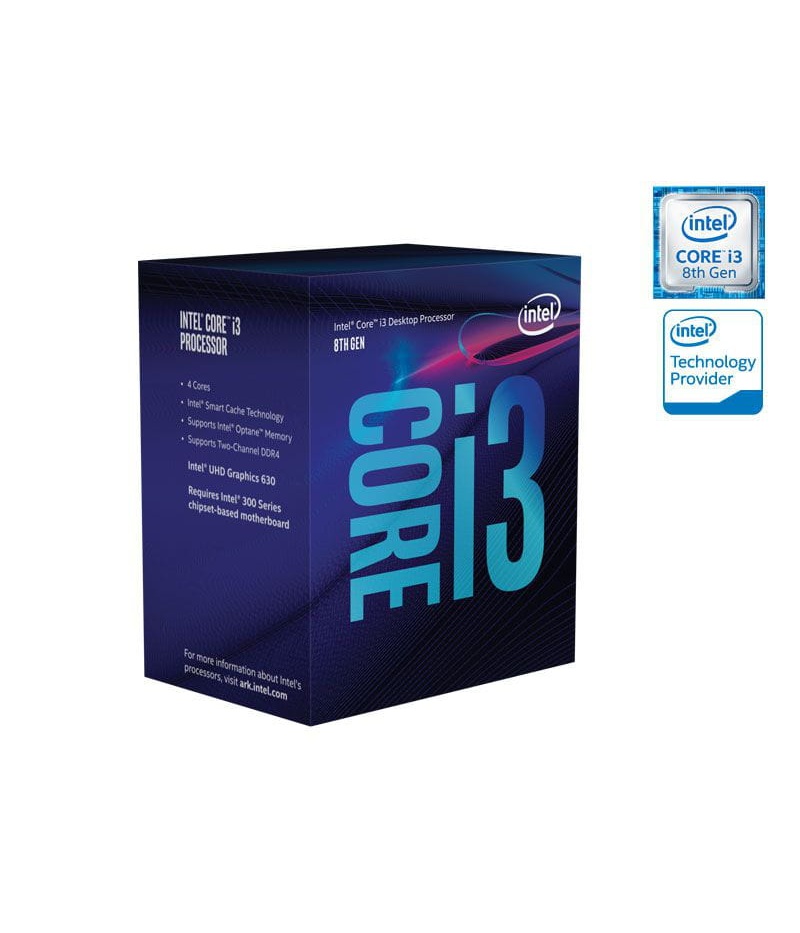 INTEL® CORE™ i3
PROCESSOR
• 4 Cores
• Intel® Smart Cache Technology
• Supports Intel® Optane™ Memory
• Supports Two-Channel DDR4
Intel® UHD Graphics 630
Requires Intel® 300 Series
chipset-based motherboard
For more information about Intel's
processors, visit ark.intel.com
Intel® Core™ i3 Desktop Processor
8TH GEN
intel®
CORE
i3
intel®
CORE™ i3
8th Gen
intel®
Technology
Provider